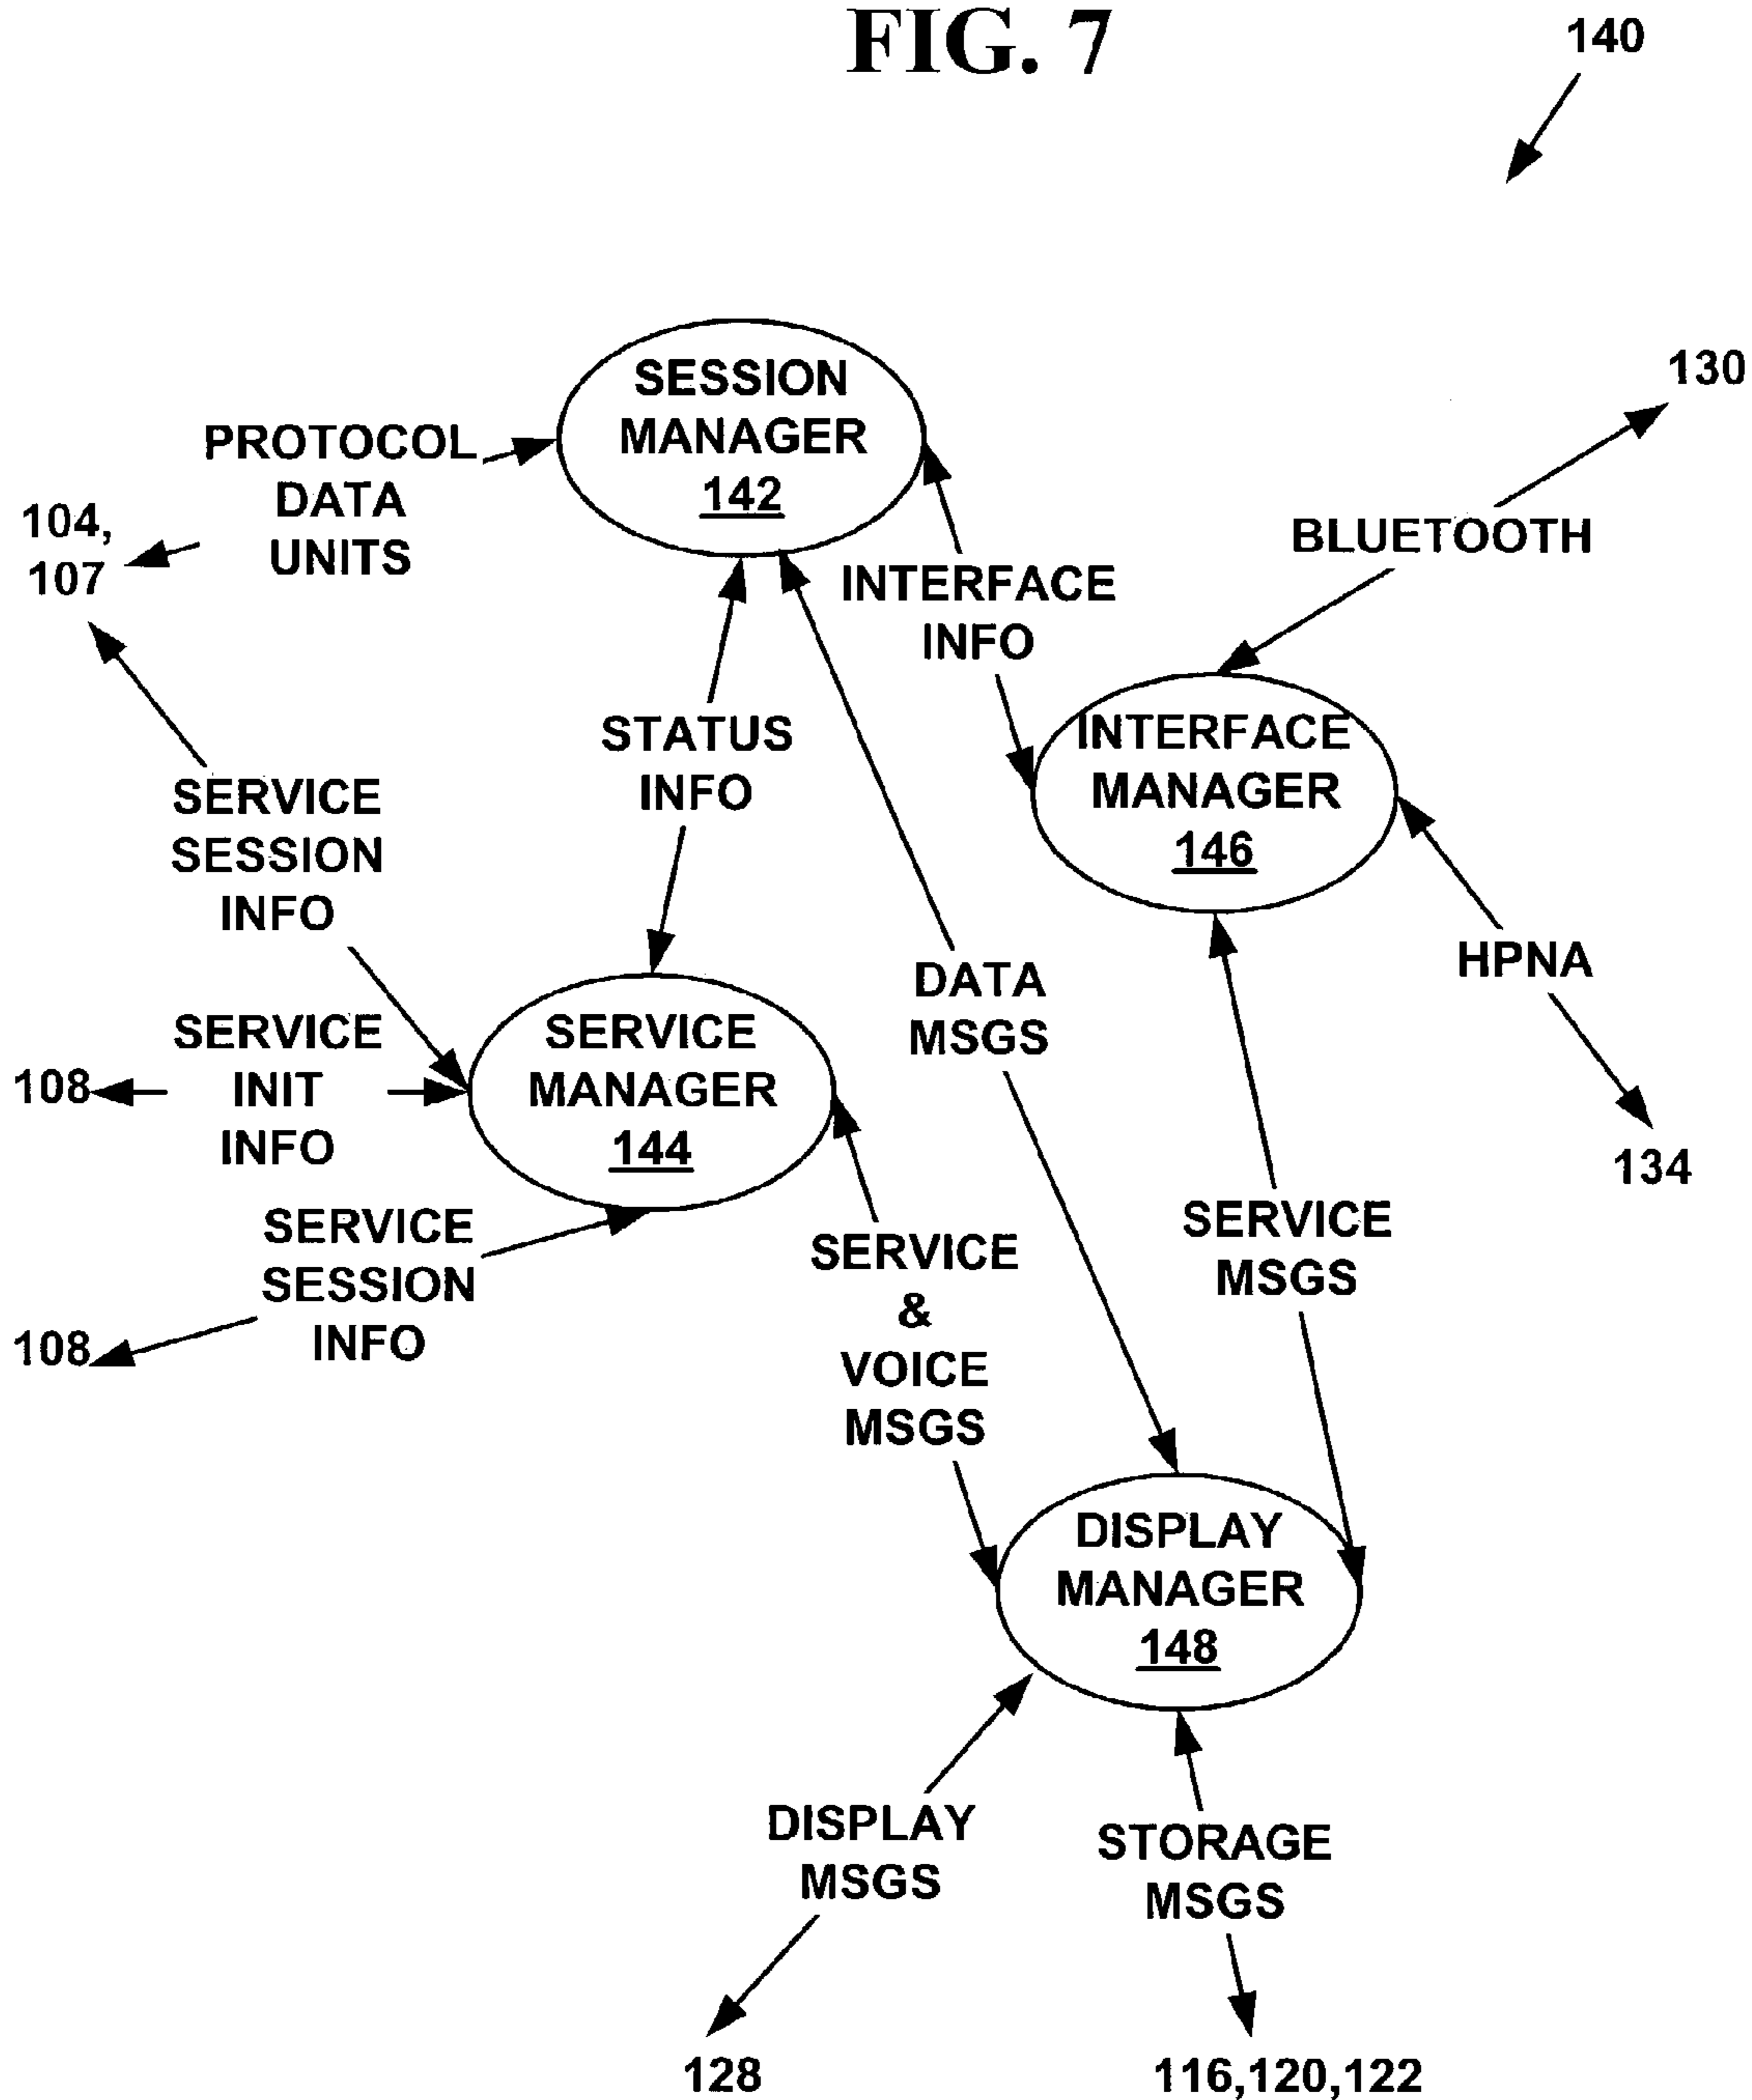 FIG. 7
140
SESSION
MANAGER
142
130
PROTOCOL
DATA
UNITS
104,
107
BLUETOOTH
INTERFACE
INFO
STATUS
INFO
INTERFACE
MANAGER
146
SERVICE
SESSION
INFO
HPNA
DATA
MSGS
SERVICE
INIT
INFO
108
SERVICE
MANAGER
144
134
SERVICE
SESSION
INFO
108
SERVICE
&
VOICE
MSGS
SERVICE
MSGS
DISPLAY
MANAGER
148
DISPLAY
MSGS
STORAGE
MSGS
128
116,120,122